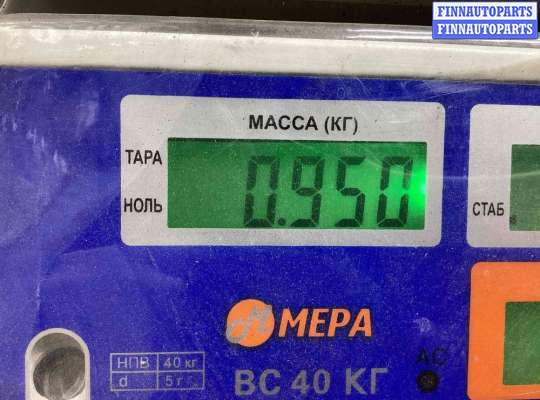 FINNAUTOPARTS
FINNAUTOPARTS
МАССА (КГ)
ТАРА
0.950
НОЛЬ
СТАБ
МЕРА
НПВ 40 кг
d 5 г
ВС 40 КГ
AC